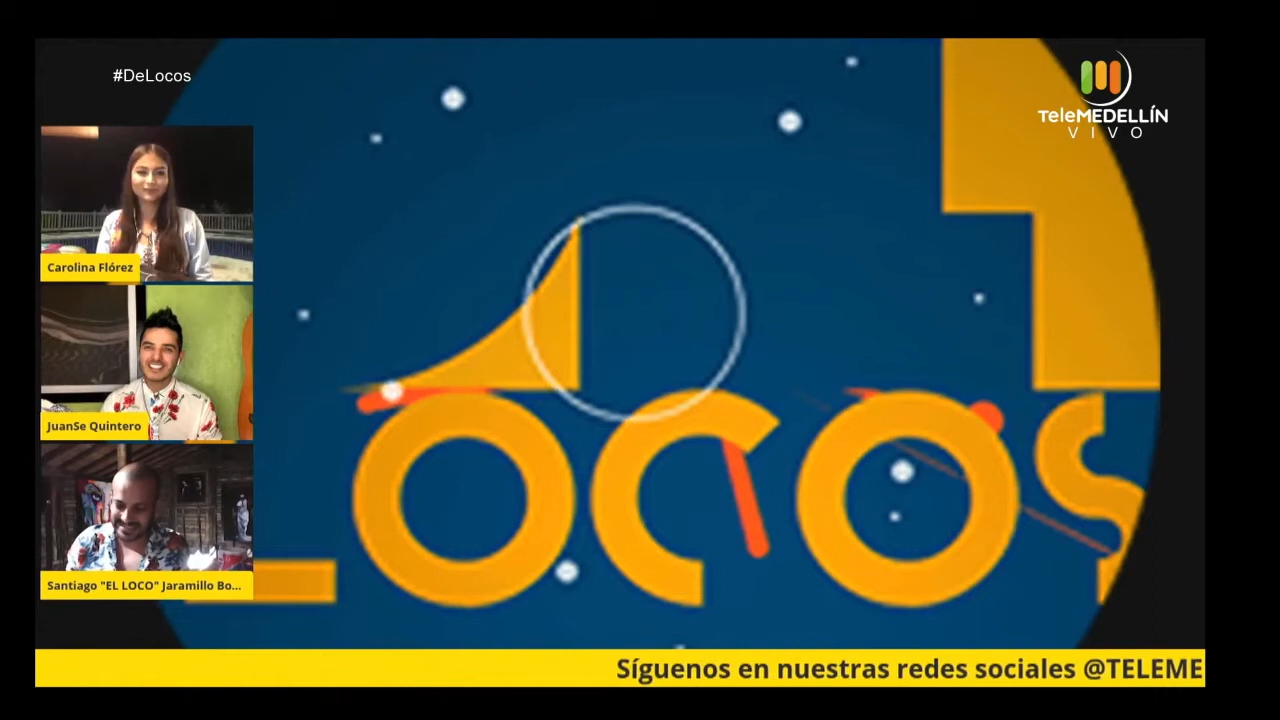 #DeLocos
TeleMEDELLÍN
VIVO
Carolina Flórez
JuanSe Quintero
Santiago "EL LOCO" Jaramillo Bo...
LOCOS
Síguenos en nuestras redes sociales @TELEME